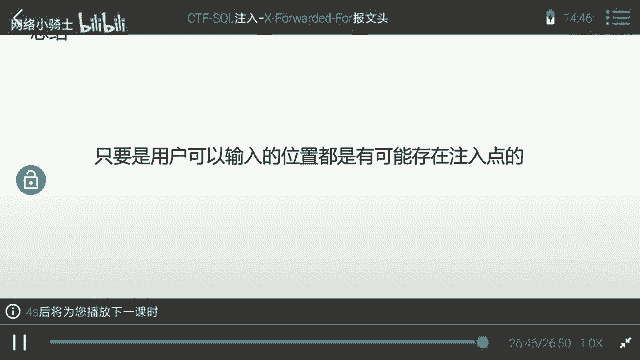 网络小骑士 bilibili
CTF-SQL注入-X-Forwarded-For报文头
14:46
总结
只要是用户可以输入的位置都是有可能存在注入点的
4s后将为您播放下一课时
26:45/26:50 1.0X